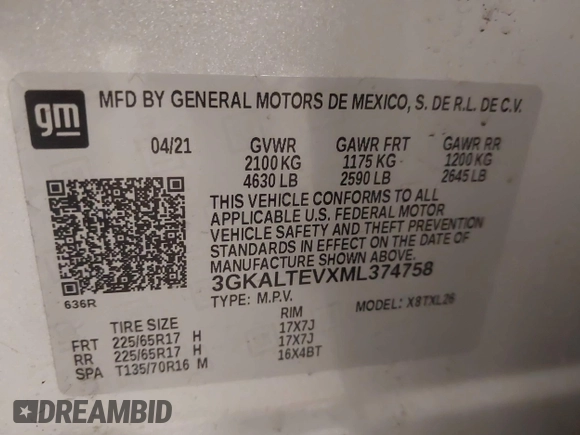 gm
MFD BY GENERAL MOTORS DE MEXICO, S. DE R.L. DE C.V.
04/21 GVWR GAWR FRT GAWR RR
2100 KG 1175 KG 1200 KG
4630 LB 2590 LB 2645 LB
THIS VEHICLE CONFORMS TO ALL
APPLICABLE U.S. FEDERAL MOTOR
VEHICLE SAFETY AND THEFT PREVENTION
STANDARDS IN EFFECT ON THE DATE OF
MANUFACTURE SHOWN ABOVE.
3GKALTEVXML374758
636R
TYPE: M.P.V. MODEL: X8TXL26
TIRE SIZE RIM
FRT 225/65R17 H 17X7J
RR 225/65R17 H 17X7J
SPA T135/70R16 M 16X4BT
DREAMBID